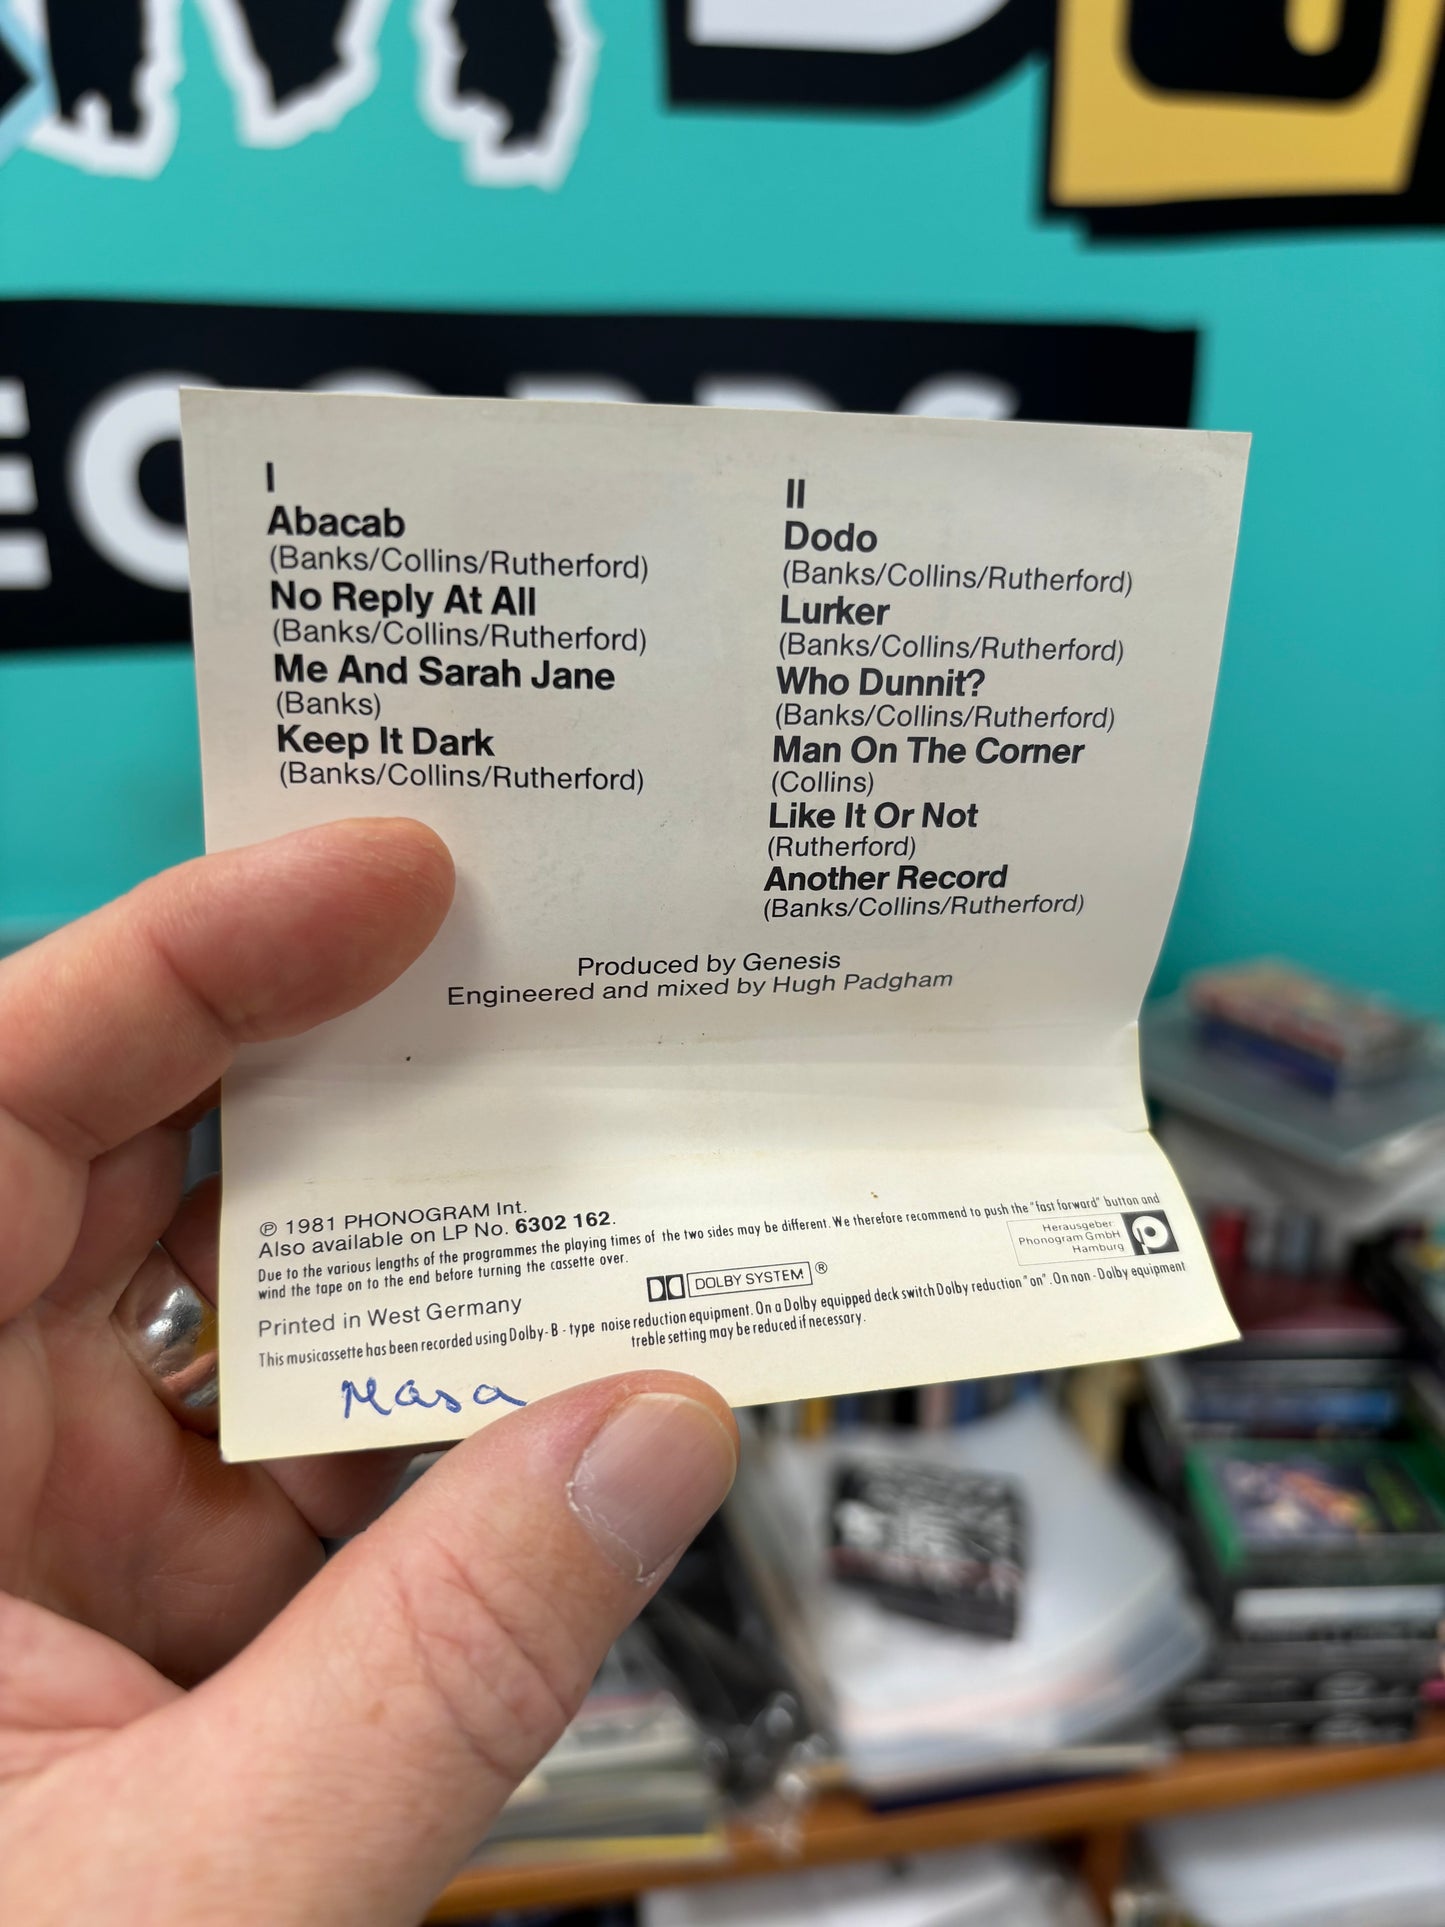 RECORDS
I
Abacab
(Banks/Collins/Rutherford)
No Reply At All
(Banks/Collins/Rutherford)
Me And Sarah Jane
(Banks)
Keep It Dark
(Banks/Collins/Rutherford)
II
Dodo
(Banks/Collins/Rutherford)
Lurker
(Banks/Collins/Rutherford)
Who Dunnit?
(Banks/Collins/Rutherford)
Man On The Corner
(Collins)
Like It Or Not
(Rutherford)
Another Record
(Banks/Collins/Rutherford)
Produced by Genesis
Engineered and mixed by Hugh Padgham
℗ 1981 PHONOGRAM Int.
Also available on LP No. 6302 162.
Due to the various lengths of the programmes the playing times of the two sides may be different. We therefore recommend to push the "fast forward" button and
wind the tape on to the end before turning the cassette over.
Herausgeber:
Phonogram GmbH
Hamburg
Printed in West Germany
DOLBY SYSTEM ®
This musicassette has been recorded using Dolby-B-type noise reduction equipment. On a Dolby equipped deck switch Dolby reduction "on". On non-Dolby equipment
treble setting may be reduced if necessary.
Masa